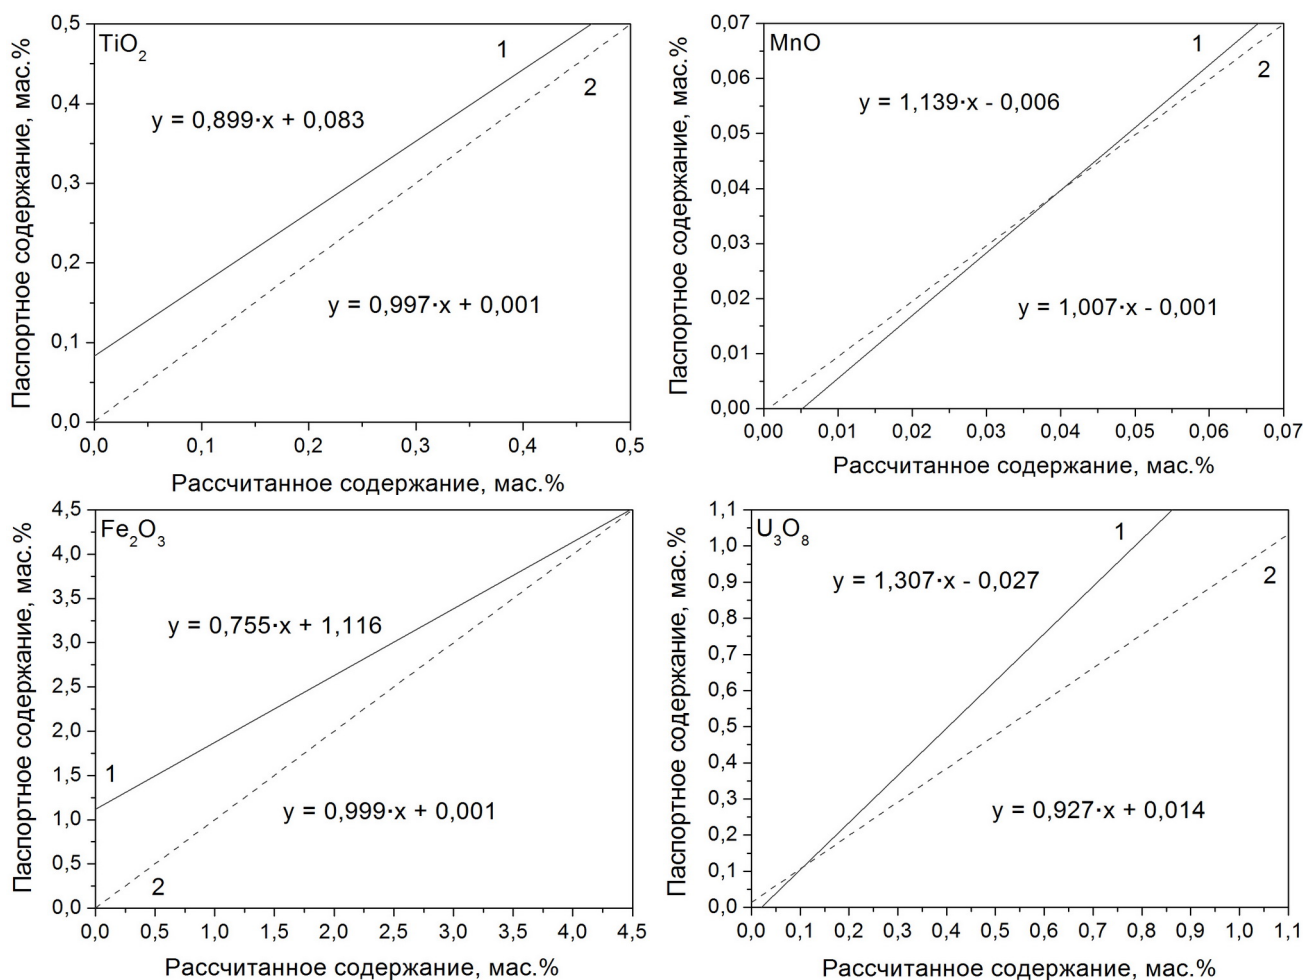 TiO2
1
2
y = 0,899·x + 0,083
y = 0,997·x + 0,001
Паспортное содержание, мас.%
0,5
0,4
0,3
0,2
0,1
0,0
0,0 0,1 0,2 0,3 0,4 0,5
Рассчитанное содержание, мас.%
MnO
1
2
y = 1,139·x - 0,006
y = 1,007·x - 0,001
Паспортное содержание, мас.%
0,07
0,06
0,05
0,04
0,03
0,02
0,01
0,00
0,00 0,01 0,02 0,03 0,04 0,05 0,06 0,07
Рассчитанное содержание, мас.%
Fe2O3
y = 0,755·x + 1,116
1
y = 0,999·x + 0,001
2
Паспортное содержание, мас.%
4,5
4,0
3,5
3,0
2,5
2,0
1,5
1,0
0,5
0,0
0,0 0,5 1,0 1,5 2,0 2,5 3,0 3,5 4,0 4,5
Рассчитанное содержание, мас.%
U3O8
1
y = 1,307·x - 0,027
2
y = 0,927·x + 0,014
Паспортное содержание, мас.%
1,1
1,0
0,9
0,8
0,7
0,6
0,5
0,4
0,3
0,2
0,1
0,0
0,0 0,1 0,2 0,3 0,4 0,5 0,6 0,7 0,8 0,9 1,0 1,1
Рассчитанное содержание, мас.%